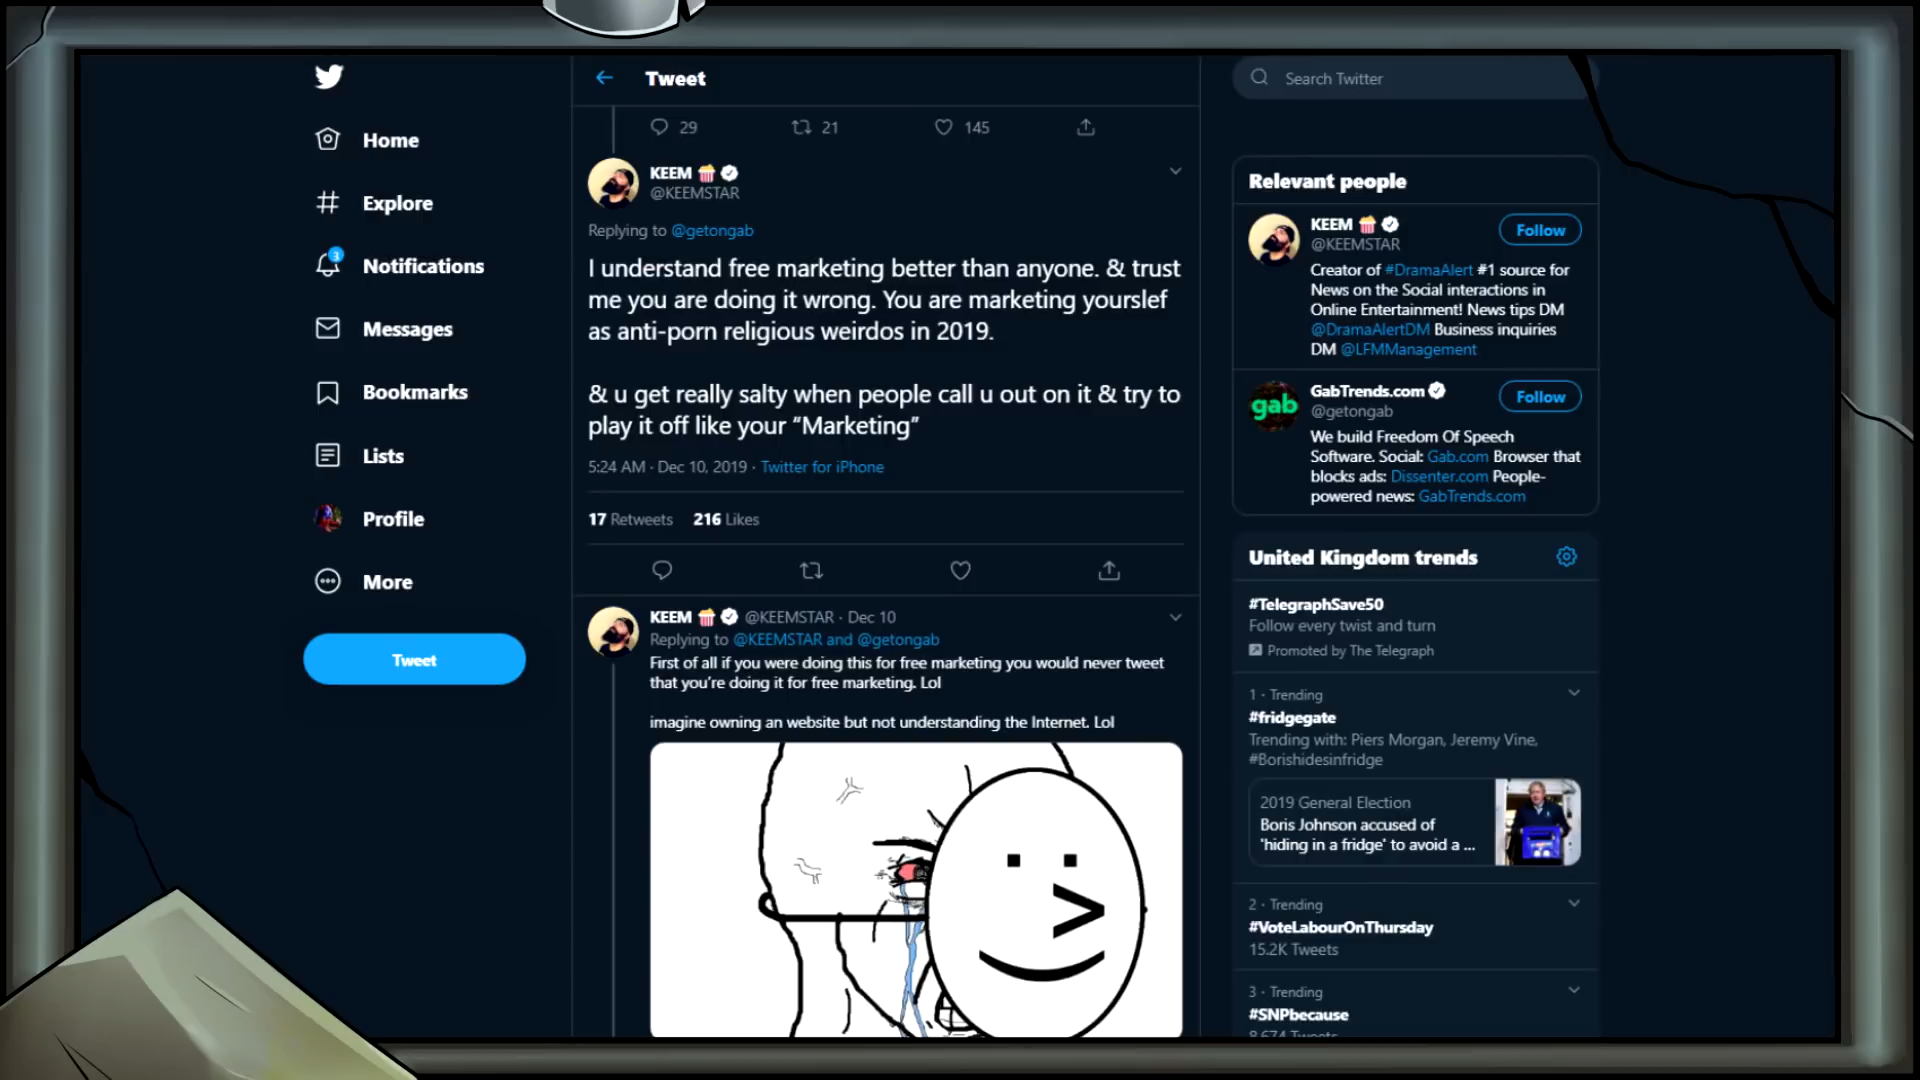 Home
Explore
3
Notifications
Messages
Bookmarks
Lists
Profile
More
Tweet
Tweet
29 21 145
KEEM
@KEEMSTAR
Replying to @getongab
I understand free marketing better than anyone. & trust
me you are doing it wrong. You are marketing yourslef
as anti-porn religious weirdos in 2019.
& u get really salty when people call u out on it & try to
play it off like your “Marketing”
5:24 AM · Dec 10, 2019 · Twitter for iPhone
17 Retweets 216 Likes
KEEM @KEEMSTAR · Dec 10
Replying to @KEEMSTAR and @getongab
First of all if you were doing this for free marketing you would never tweet
that you’re doing it for free marketing. Lol
imagine owning an website but not understanding the Internet. Lol
Search Twitter
Relevant people
KEEM
@KEEMSTAR
Follow
Creator of #DramaAlert #1 source for
News on the Social interactions in
Online Entertainment! News tips DM
@DramaAlertDM Business inquiries
DM @LFMManagement
gab
GabTrends.com
@getongab
Follow
We build Freedom Of Speech
Software. Social: Gab.com Browser that
blocks ads: Dissenter.com People-
powered news: GabTrends.com
United Kingdom trends
#TelegraphSave50
Follow every twist and turn
Promoted by The Telegraph
1 · Trending
#fridgegate
Trending with: Piers Morgan, Jeremy Vine,
#Borishidesinfridge
2019 General Election
Boris Johnson accused of
'hiding in a fridge' to avoid a ...
2 · Trending
#VoteLabourOnThursday
15.2K Tweets
3 · Trending
#SNPbecause
8,674 Tweets